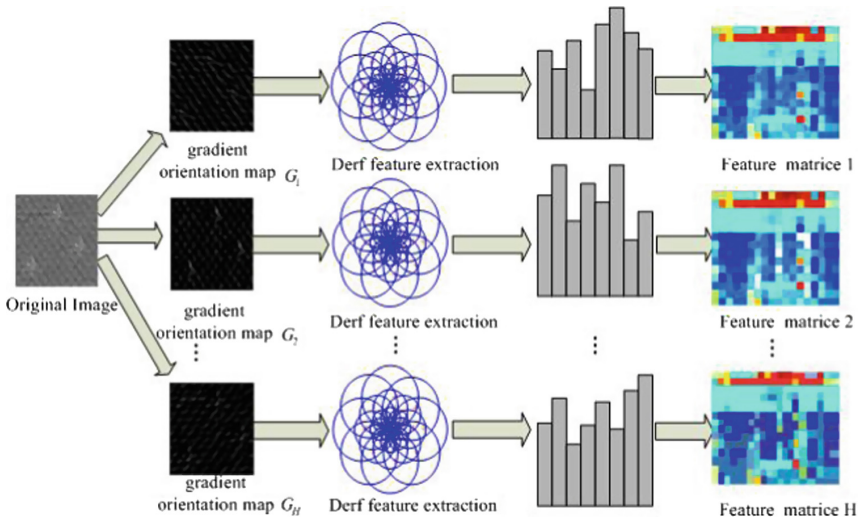 gradient
orientation map G1
Derf feature extraction
Feature matrice 1
Original Image
gradient
orientation map G2
Derf feature extraction
Feature matrice 2
gradient
orientation map GH
Derf feature extraction
Feature matrice H